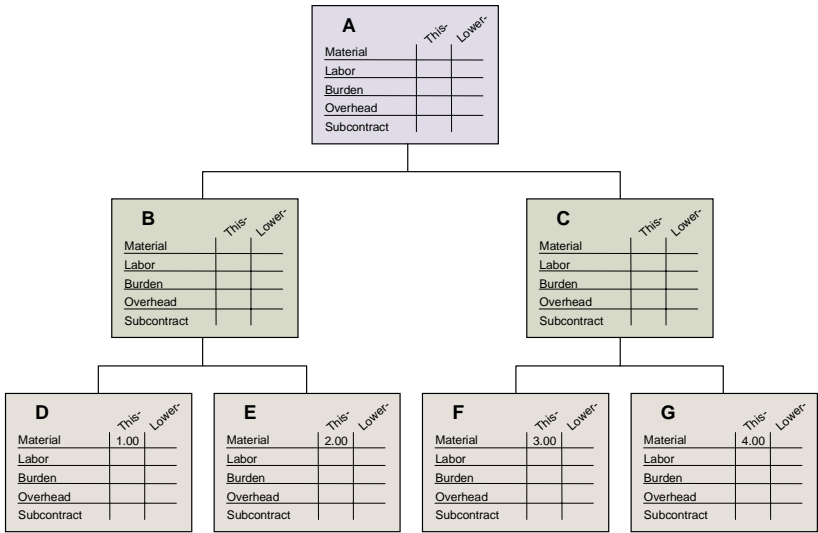 A This- Lower-
Material
Labor
Burden
Overhead
Subcontract
B This- Lower-
Material
Labor
Burden
Overhead
Subcontract
C This- Lower-
Material
Labor
Burden
Overhead
Subcontract
D This- Lower-
Material 1.00
Labor
Burden
Overhead
Subcontract
E This- Lower-
Material 2.00
Labor
Burden
Overhead
Subcontract
F This- Lower-
Material 3.00
Labor
Burden
Overhead
Subcontract
G This- Lower-
Material 4.00
Labor
Burden
Overhead
Subcontract